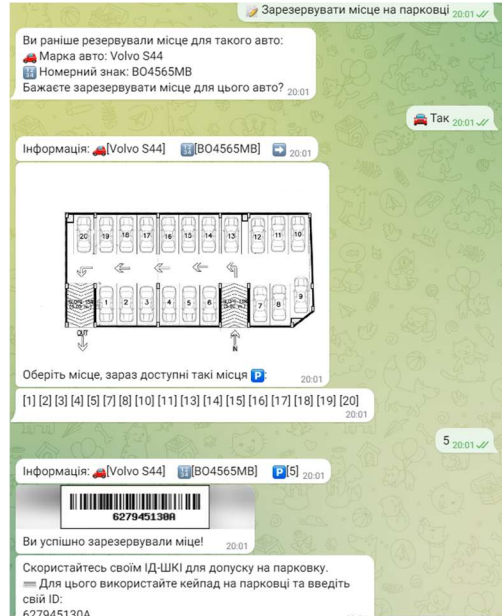 Зарезервувати місце на парковці 20:01
Ви раніше резервували місце для такого авто:
Марка авто: Volvo S44
Номерний знак: ВО4565МВ
Бажаєте зарезервувати місце для цього авто? 20:01
Так 20:01
Інформація: [Volvo S44] [ВО4565МВ] 20:01
20 19 18 17 16 15 14 13 12 11 10
1 2 3 4 5 6 7 8 9
OUT IN
Оберіть місце, зараз доступні такі місця P: 20:01
[1] [2] [3] [4] [5] [7] [8] [10] [11] [13] [14] [15] [16] [17] [18] [19] [20]
20:01
5 20:01
Інформація: [Volvo S44] [ВО4565МВ] P[5] 20:01
627945130A
Ви успішно зарезервували міце! 20:01
Скористайтесь своїм ІД-ШКІ для допуску на парковку.
Для цього використайте кейпад на парковці та введіть
свій ID:
627945130A